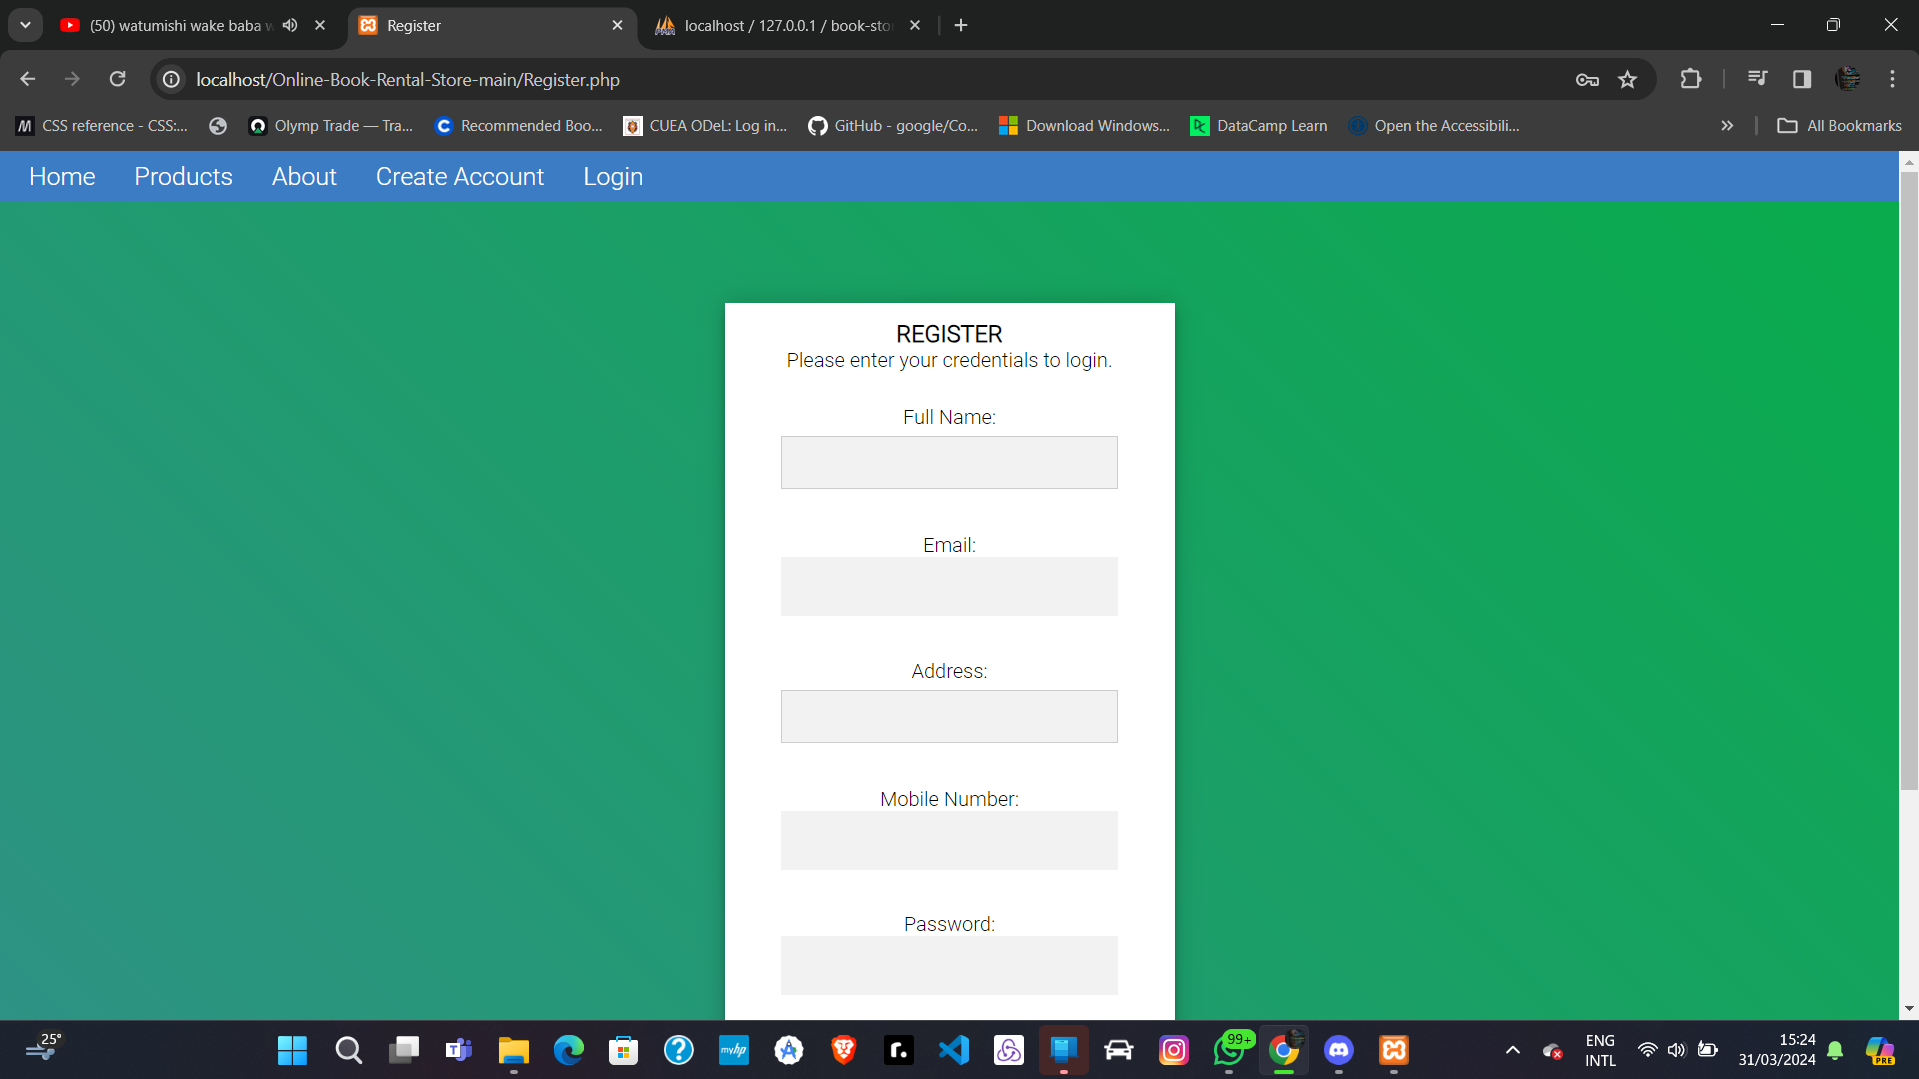 (50) watumishi wake baba w
Register
localhost / 127.0.0.1 / book-sto
localhost/Online-Book-Rental-Store-main/Register.php
CSS reference - CSS:...
Olymp Trade — Tra...
Recommended Boo...
CUEA ODeL: Log in...
GitHub - google/Co...
Download Windows...
DataCamp Learn
Open the Accessibili...
All Bookmarks
Home
Products
About
Create Account
Login
REGISTER
Please enter your credentials to login.
Full Name:
Email:
Address:
Mobile Number:
Password:
25°
myhp
99+
ENG
INTL
15:24
31/03/2024
PRE